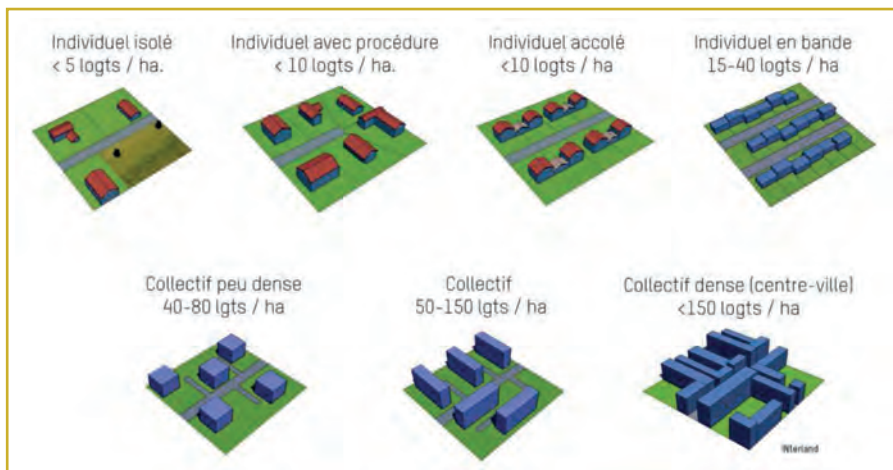 Individuel isolé
< 5 logts / ha.
Individuel avec procédure
< 10 logts / ha.
Individuel accolé
<10 logts / ha
Individuel en bande
15-40 logts / ha
Collectif peu dense
40-80 lgts / ha
Collectif
50-150 lgts / ha
Collectif dense (centre-ville)
<150 logts / ha
INterland